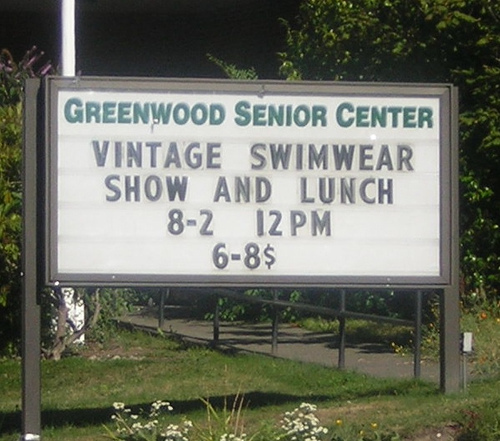 GREENWOOD SENIOR CENTER
VINTAGE SWIMWEAR
SHOW AND LUNCH
8-2 12PM
6-8$